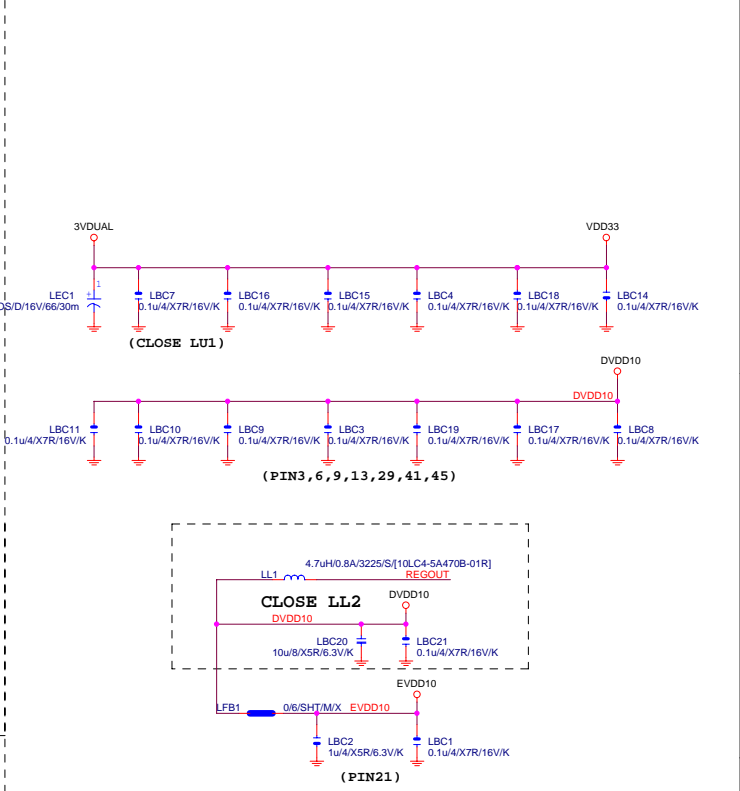 3VDUAL VDD33
1
+
LEC1 LBC7 LBC16 LBC15 LBC4 LBC18 LBC14
OS/D/16V/66/30m 0.1u/4/X7R/16V/K 0.1u/4/X7R/16V/K 0.1u/4/X7R/16V/K 0.1u/4/X7R/16V/K 0.1u/4/X7R/16V/K 0.1u/4/X7R/16V/K
(CLOSE LU1)
DVDD10
DVDD10
LBC11 LBC10 LBC9 LBC3 LBC19 LBC17 LBC8
0.1u/4/X7R/16V/K 0.1u/4/X7R/16V/K 0.1u/4/X7R/16V/K 0.1u/4/X7R/16V/K 0.1u/4/X7R/16V/K 0.1u/4/X7R/16V/K 0.1u/4/X7R/16V/K
(PIN3,6,9,13,29,41,45)
4.7uH/0.8A/3225/S/[10LC4-5A470B-01R]
LL1 REGOUT
CLOSE LL2 DVDD10
DVDD10
LBC20 LBC21
10u/8/X5R/6.3V/K 0.1u/4/X7R/16V/K
EVDD10
LFB1 0/6/SHT/M/X EVDD10
LBC2 LBC1
1u/4/X5R/6.3V/K 0.1u/4/X7R/16V/K
(PIN21)